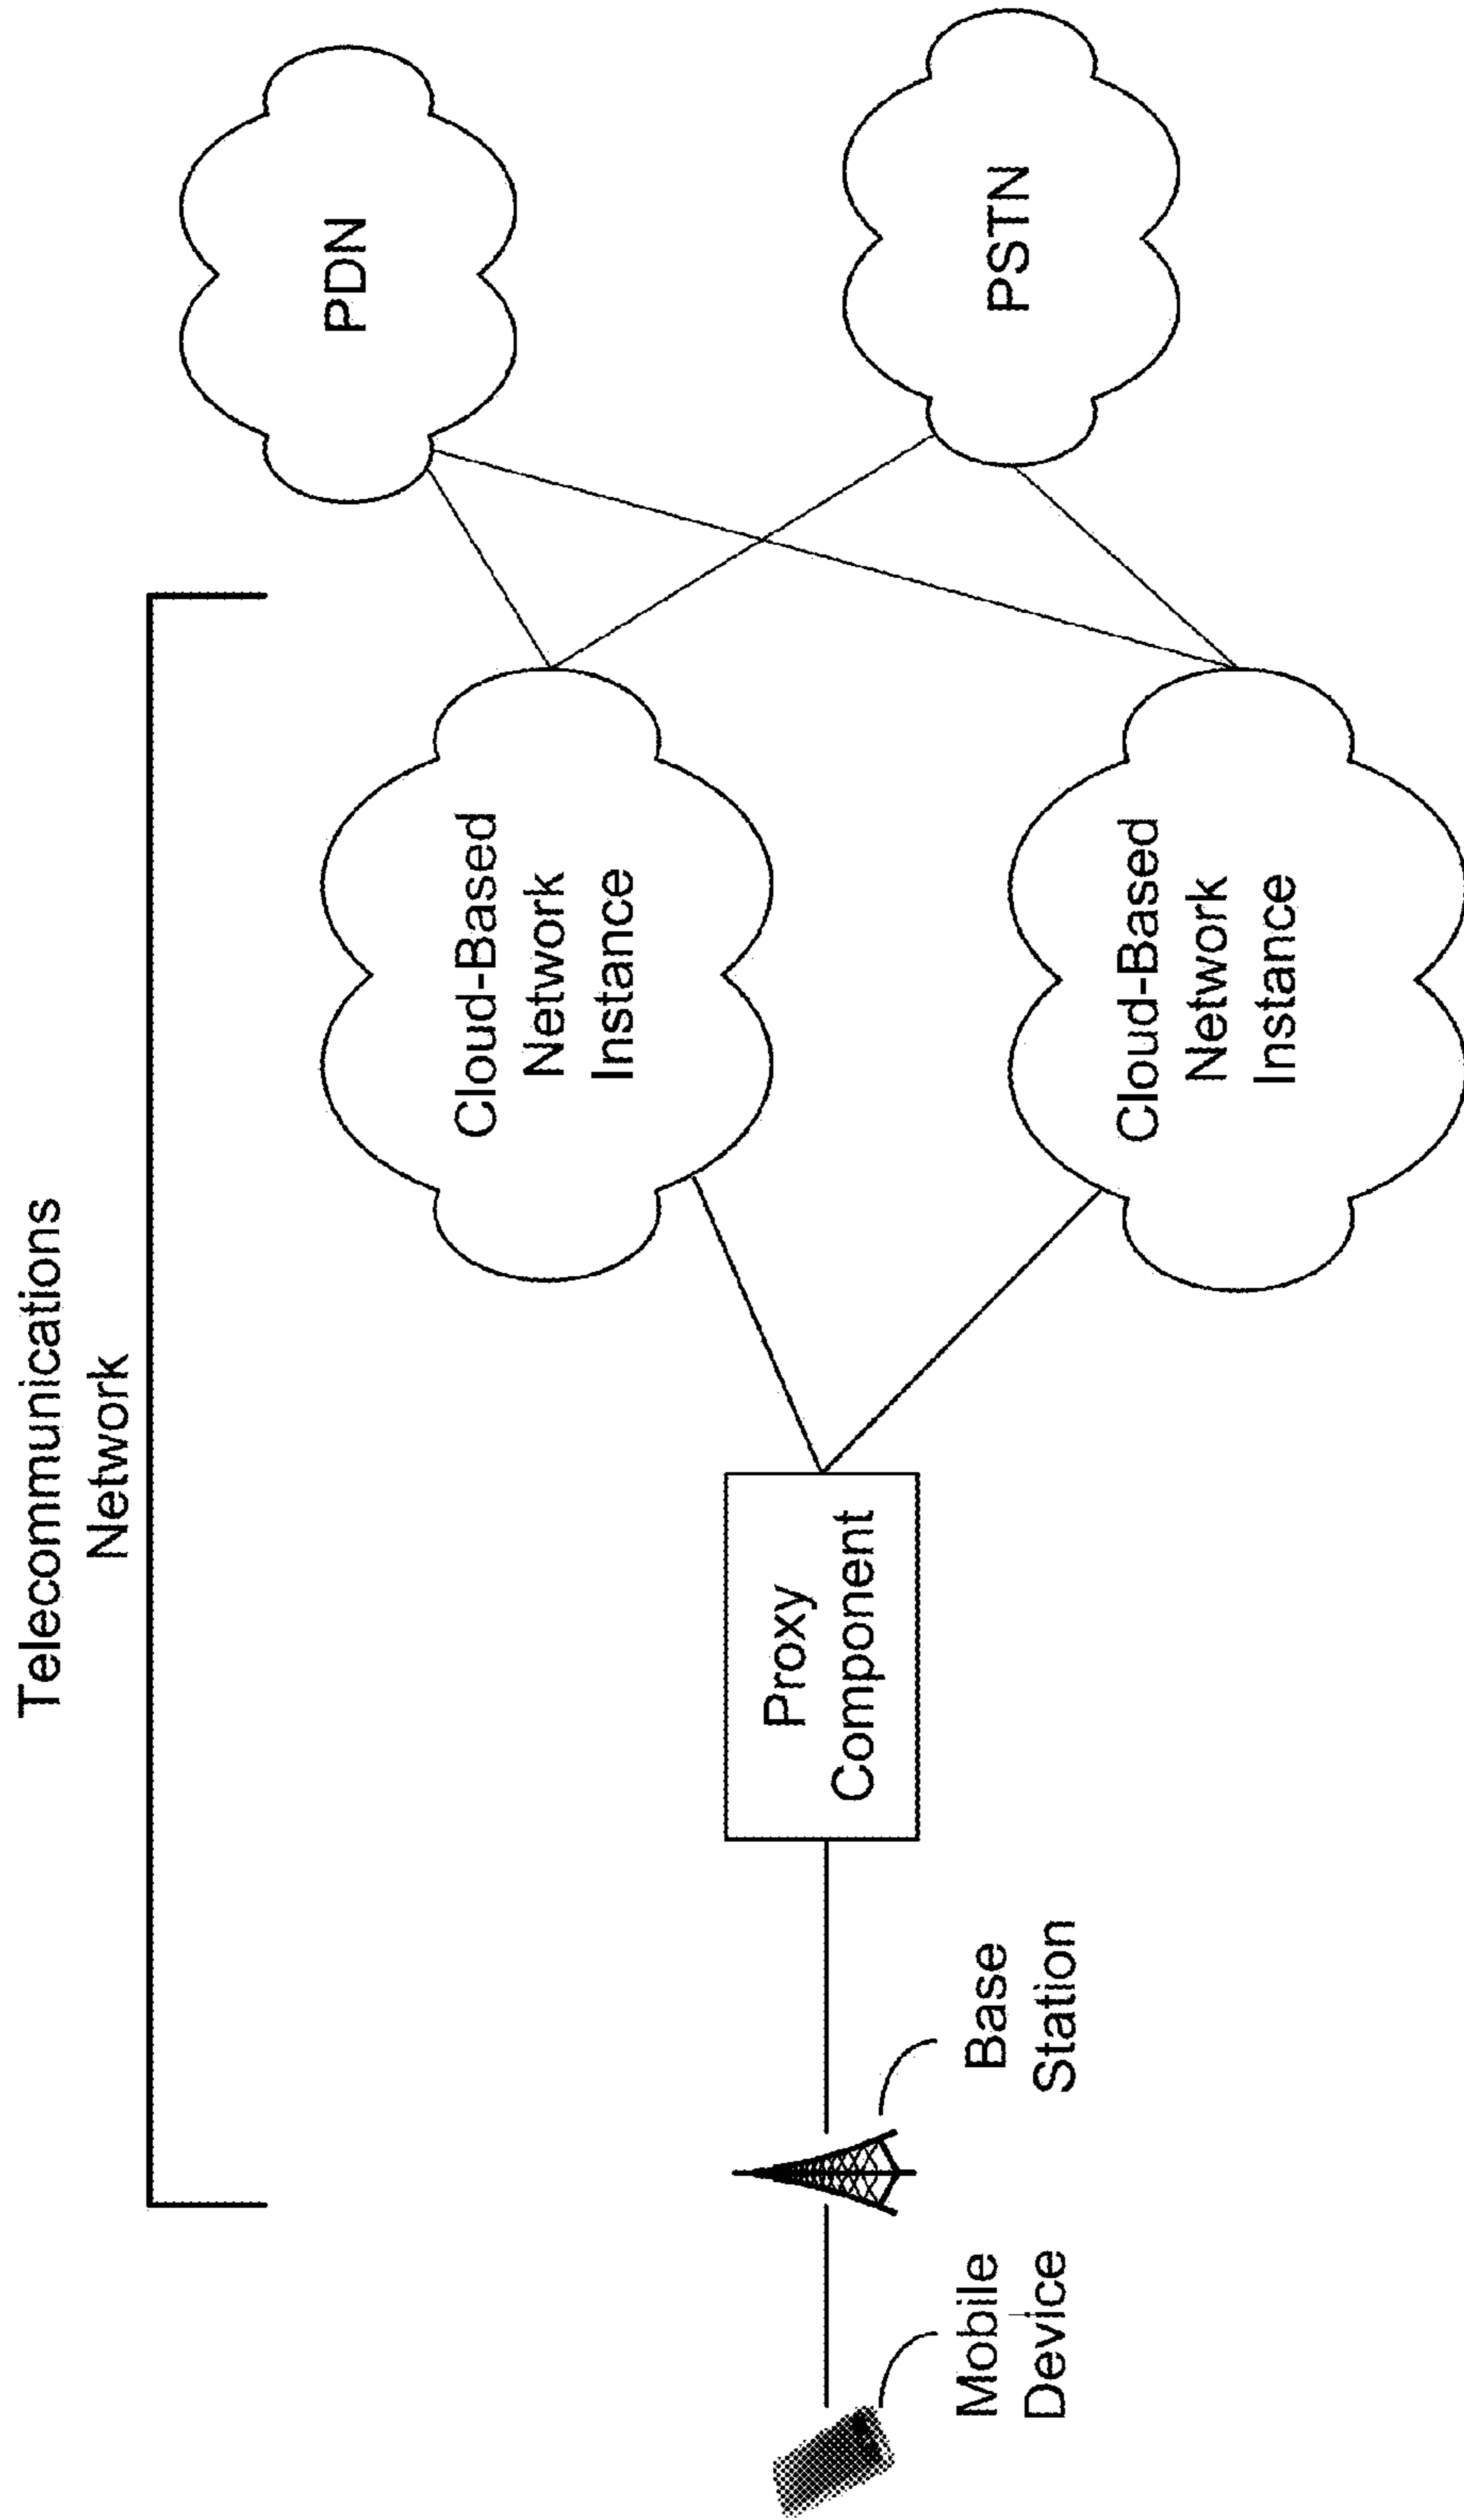 Telecommunications
Network
Mobile
Device
Base
Station
Proxy
Component
Cloud-Based
Network
Instance
Cloud-Based
Network
Instance
PDN
PSTN